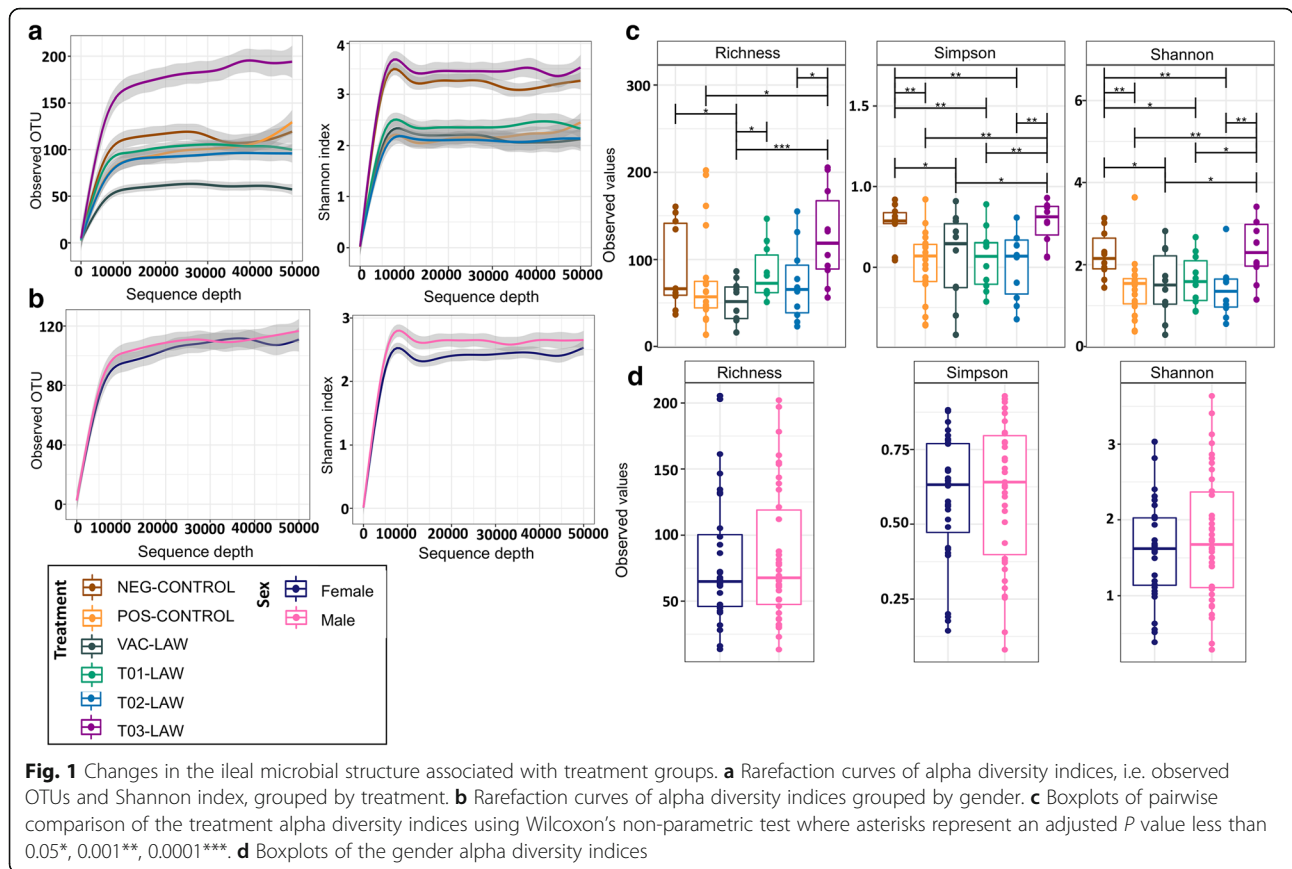 a
200
150
100
50
0
Observed OTU
0 10000 20000 30000 40000 50000
Sequence depth
4
3
2
1
0
Shannon index
0 10000 20000 30000 40000 50000
Sequence depth
b
120
80
40
0
Observed OTU
0 10000 20000 30000 40000 50000
Sequence depth
3
2
1
0
Shannon index
0 10000 20000 30000 40000 50000
Sequence depth
Treatment
NEG-CONTROL
POS-CONTROL
VAC-LAW
T01-LAW
T02-LAW
T03-LAW
Sex
Female
Male
c
Richness
Simpson
Shannon
Observed values
300
200
100
0
*
*
*
*
***
1.5
1.0
0
**
**
**
**
**
**
**
*
*
6
4
2
0
**
**
*
**
**
*
*
*
d
Richness
Simpson
Shannon
Observed values
200
150
100
50
0.75
0.50
0.25
3
2
1
Fig. 1 Changes in the ileal microbial structure associated with treatment groups. a Rarefaction curves of alpha diversity indices, i.e. observed
OTUs and Shannon index, grouped by treatment. b Rarefaction curves of alpha diversity indices grouped by gender. c Boxplots of pairwise
comparison of the treatment alpha diversity indices using Wilcoxon's non-parametric test where asterisks represent an adjusted P value less than
0.05*, 0.001**, 0.0001***. d Boxplots of the gender alpha diversity indices